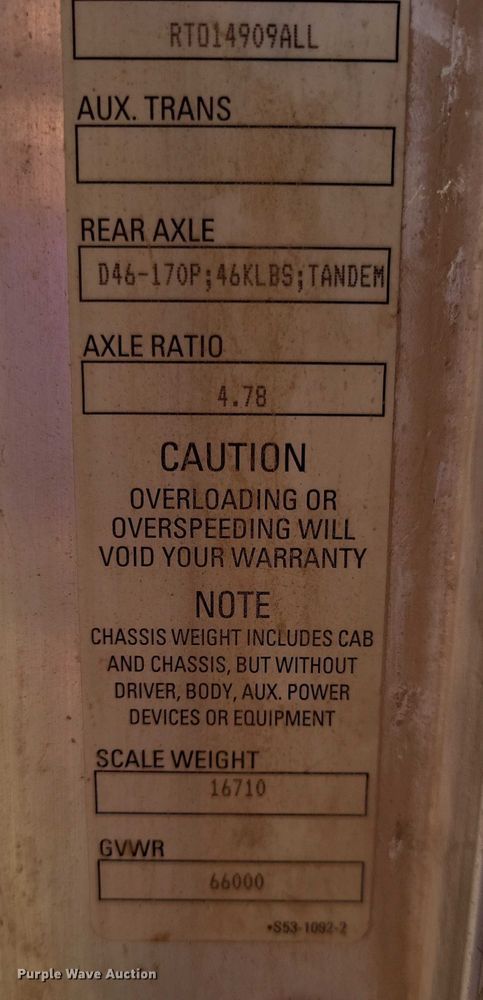 RTO14909ALL
AUX. TRANS
REAR AXLE
D46-170P;46KLBS;TANDEM
AXLE RATIO
4.78
CAUTION
OVERLOADING OR
OVERSPEEDING WILL
VOID YOUR WARRANTY
NOTE
CHASSIS WEIGHT INCLUDES CAB
AND CHASSIS, BUT WITHOUT
DRIVER, BODY, AUX. POWER
DEVICES OR EQUIPMENT
SCALE WEIGHT
16710
GVWR
66000
•S53-1092-2
Purple Wave Auction